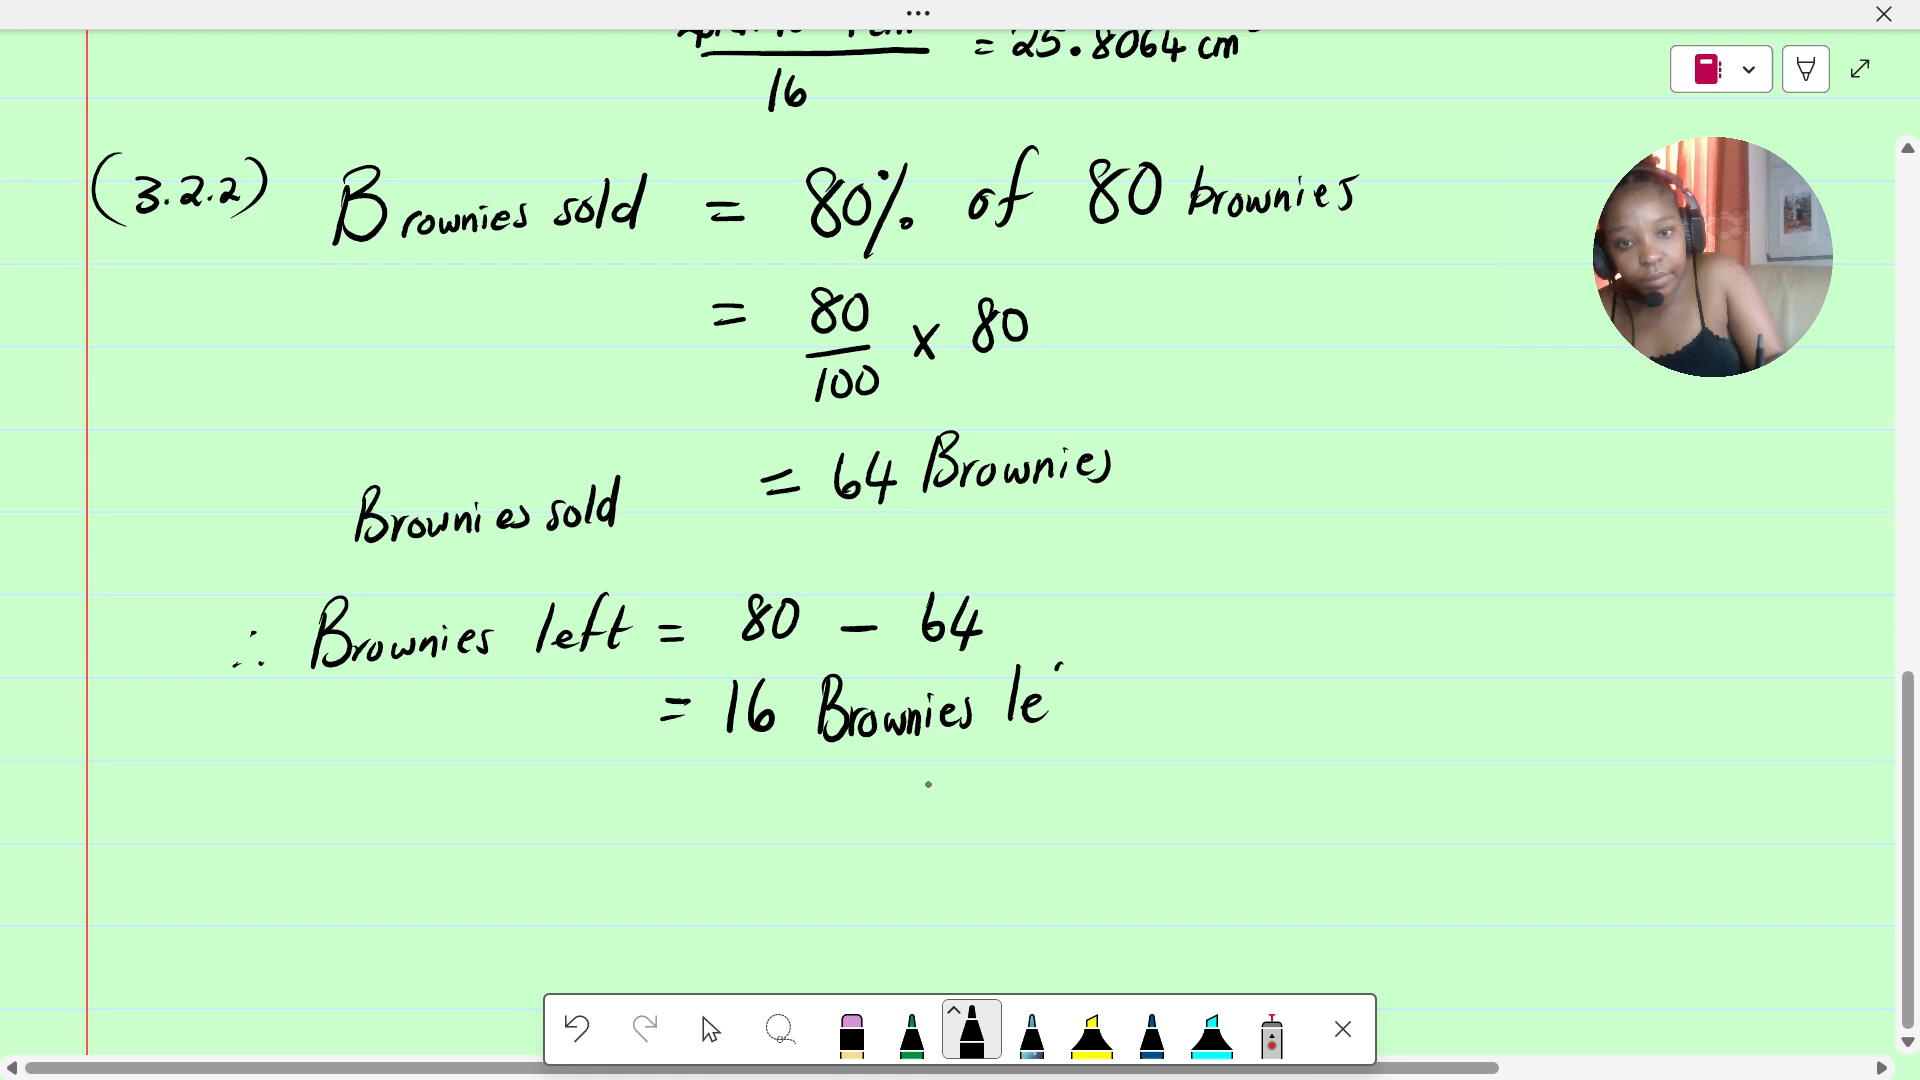 = 25.8064 cm
16
(3.2.2) Brownies sold = 80% of 80 brownies
= 80/100 x 80
= 64 Brownies
Brownies sold
∴ Brownies left = 80 - 64
= 16 Brownies le